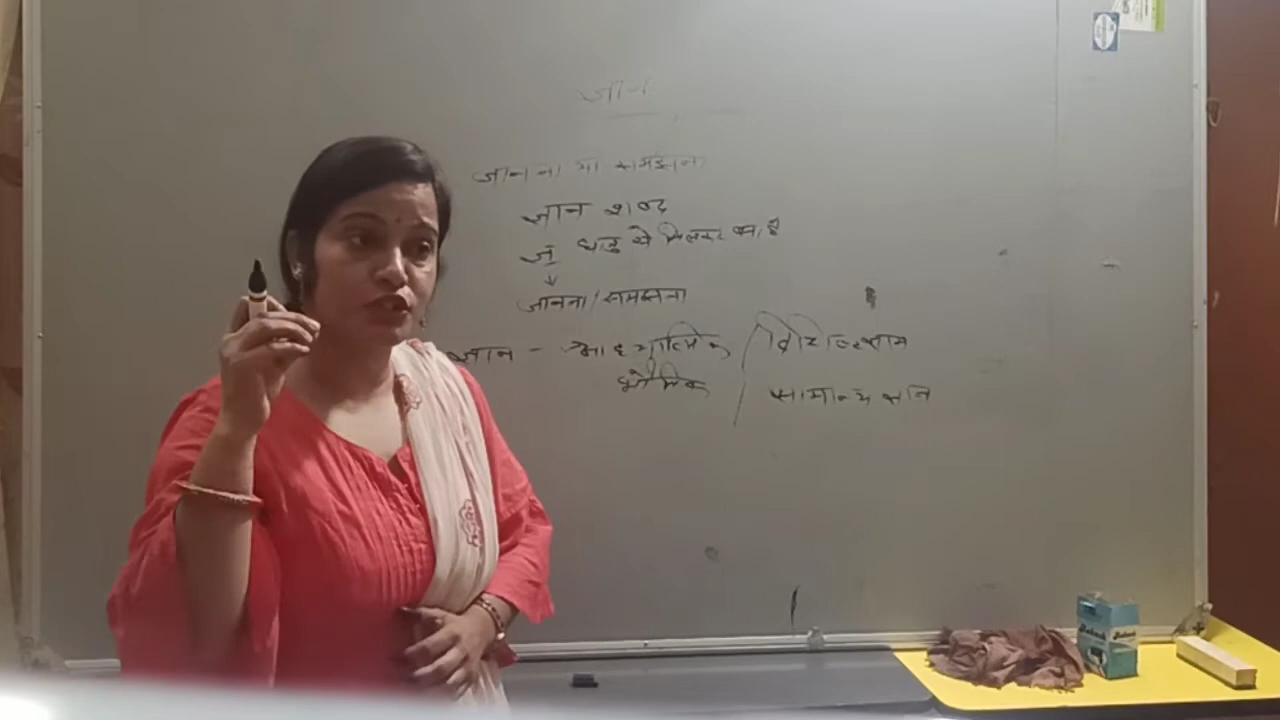 ज्ञान
जानना या समझना
ज्ञान शब्द
ज्ञ धातु से मिलकर बना है
जानना/समझना
ज्ञान - आध्यात्मिक
भौतिक
सामान्य